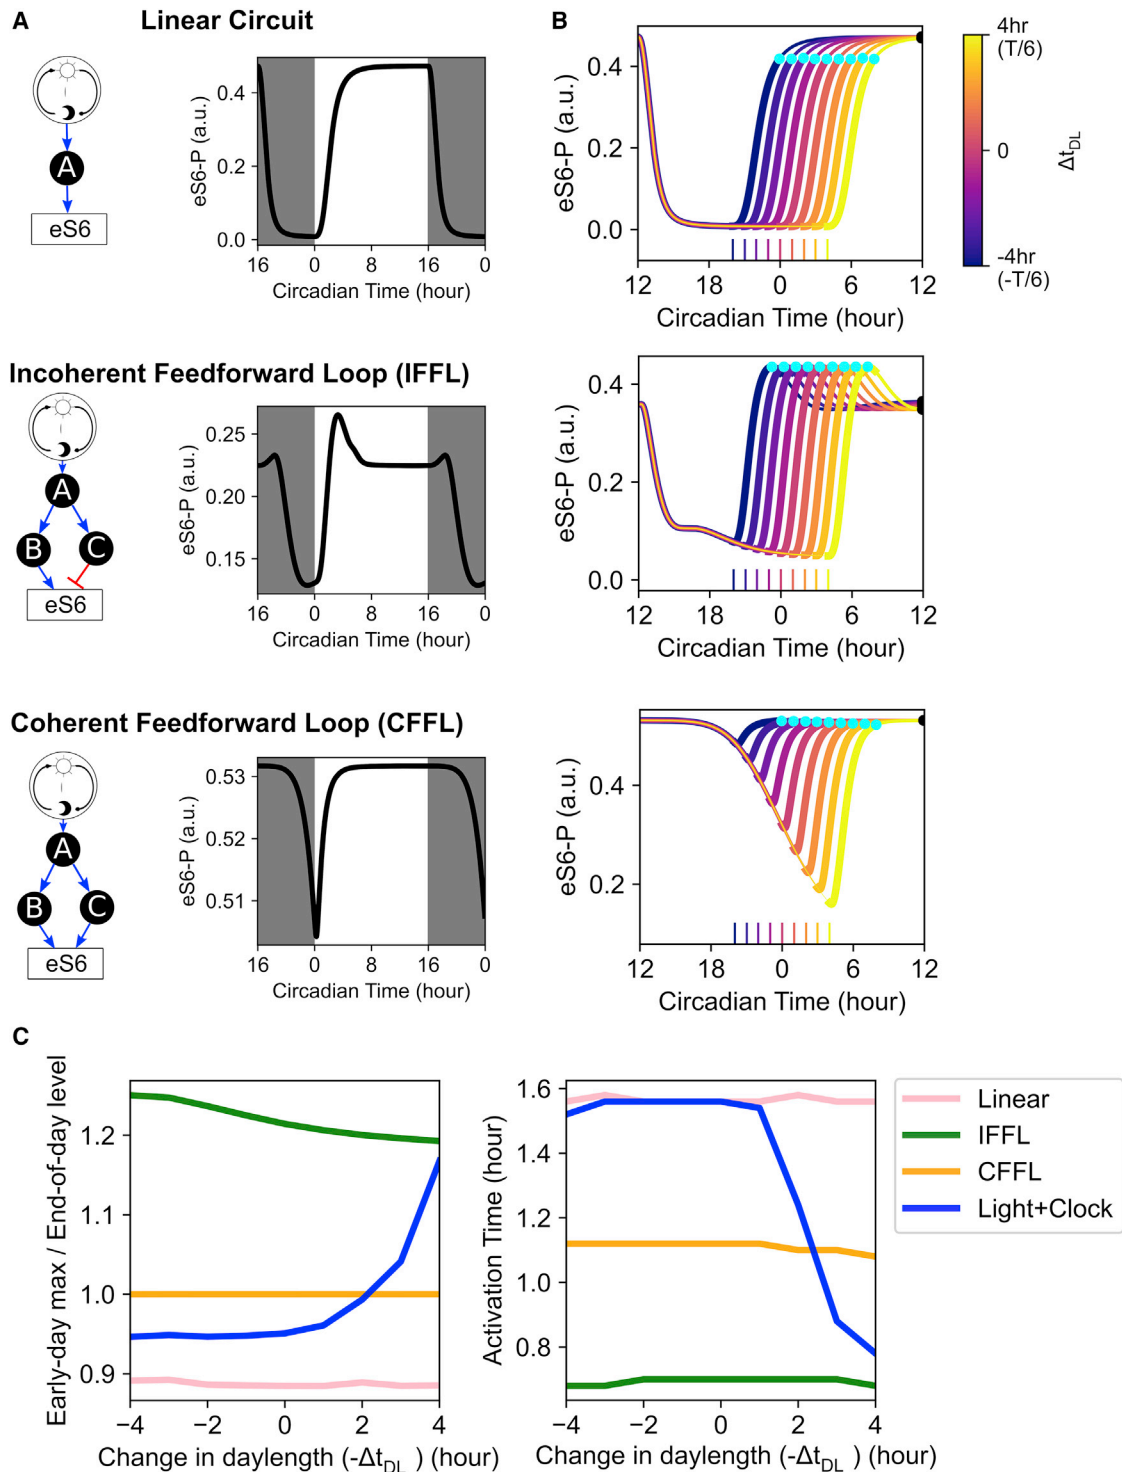 A
Linear Circuit
A
eS6
eS6-P (a.u.)
0.4
0.2
0.0
16 0 8 16 0
Circadian Time (hour)
B
eS6-P (a.u.)
0.4
0.2
0.0
12 18 0 6 12
Circadian Time (hour)
4hr
(T/6)
0
-4hr
(-T/6)
Δt_DL
Incoherent Feedforward Loop (IFFL)
A
B C
eS6
eS6-P (a.u.)
0.25
0.20
0.15
16 0 8 16 0
Circadian Time (hour)
eS6-P (a.u.)
0.4
0.2
0.0
12 18 0 6 12
Circadian Time (hour)
Coherent Feedforward Loop (CFFL)
A
B C
eS6
eS6-P (a.u.)
0.53
0.52
0.51
16 0 8 16 0
Circadian Time (hour)
eS6-P (a.u.)
0.4
0.2
12 18 0 6 12
Circadian Time (hour)
C
Early-day max / End-of-day level
1.2
1.1
1.0
0.9
−4 −2 0 2 4
Change in daylength (-Δt_DL ) (hour)
Activation Time (hour)
1.6
1.4
1.2
1.0
0.8
−4 −2 0 2 4
Change in daylength (-Δt_DL ) (hour)
Linear
IFFL
CFFL
Light+Clock